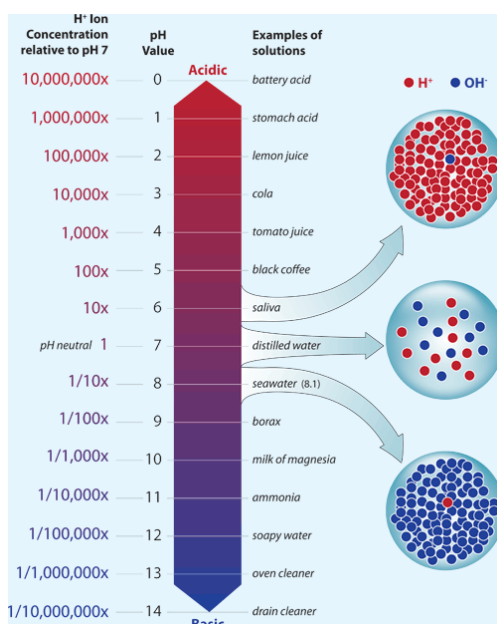 H⁺ Ion
Concentration
relative to pH 7
pH
Value
Examples of
solutions
Acidic
H⁺
OH⁻
10,000,000x 0 battery acid
1,000,000x 1 stomach acid
100,000x 2 lemon juice
10,000x 3 cola
1,000x 4 tomato juice
100x 5 black coffee
10x 6 saliva
pH neutral 1 7 distilled water
1/10x 8 seawater (8.1)
1/100x 9 borax
1/1,000x 10 milk of magnesia
1/10,000x 11 ammonia
1/100,000x 12 soapy water
1/1,000,000x 13 oven cleaner
1/10,000,000x 14 drain cleaner
Basic